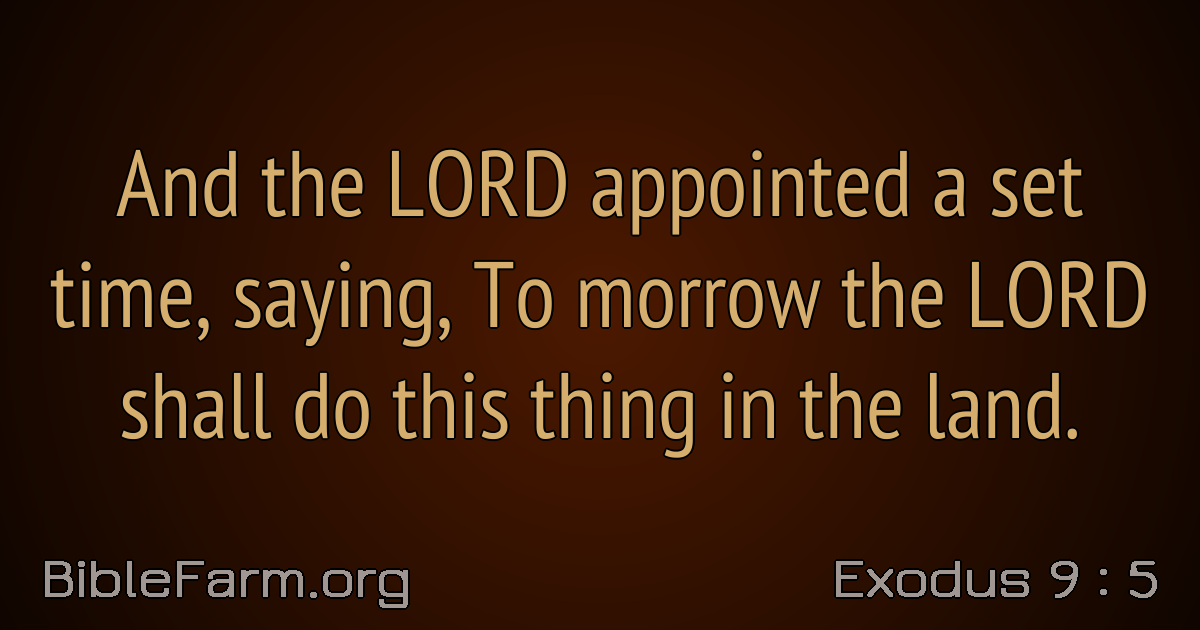 And the LORD appointed a set
time, saying, To morrow the LORD
shall do this thing in the land.
BibleFarm.org
Exodus 9 : 5